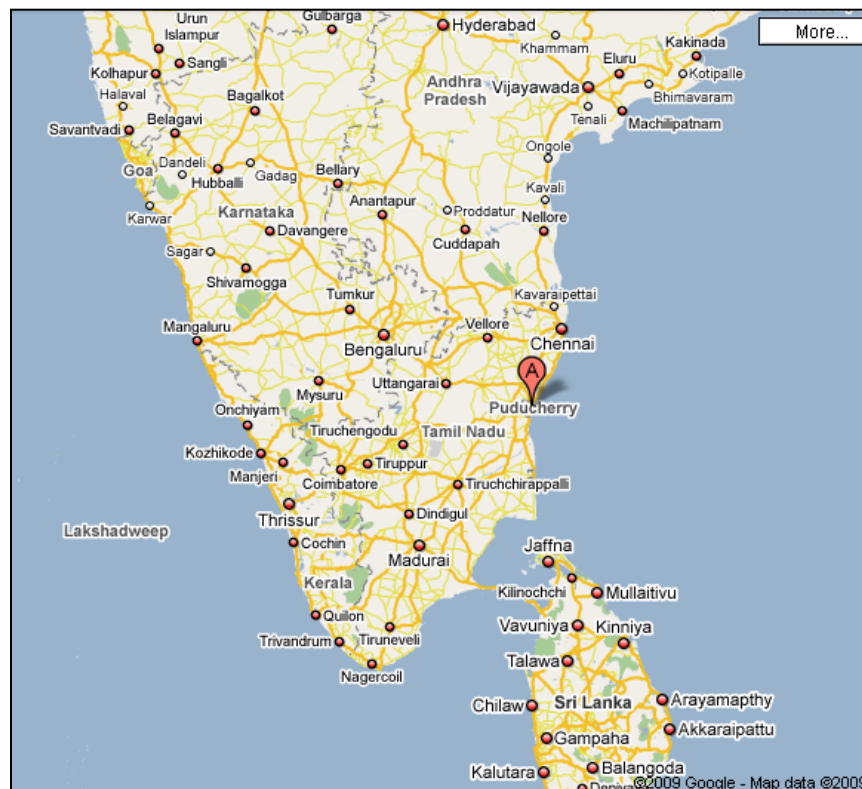 Gulbarga
Hyderabad
More...
Urun
Islampur
Khammam
Kakinada
Sangli
Eluru
Kotipalle
Kolhapur
Andhra
Pradesh
Vijayawada
Bhimavaram
Halaval
Bagalkot
Tenali
Machilipatnam
Savantvadi
Belagavi
Ongole
Dandeli
Goa
Hubballi
Gadag
Bellary
Kavali
Karwar
Karnataka
Anantapur
Proddatur
Nellore
Davangere
Cuddapah
Sagar
Shivamogga
Tumkur
Kavaraipettai
Mangaluru
Vellore
Chennai
Bengaluru
A
Mysuru
Uttangarai
Onchiyam
Puducherry
Tiruchengodu
Tamil Nadu
Kozhikode
Manjeri
Tiruppur
Coimbatore
Tiruchchirappalli
Thrissur
Dindigul
Lakshadweep
Cochin
Madurai
Jaffna
Kerala
Kilinochchi
Mullaitivu
Quilon
Vavuniya
Kinniya
Trivandrum
Tiruneveli
Talawa
Nagercoil
Chilaw
Sri Lanka
Arayamapthy
Akkaraipattu
Gampaha
Kalutara
Balangoda
©2009 Google - Map data ©2009